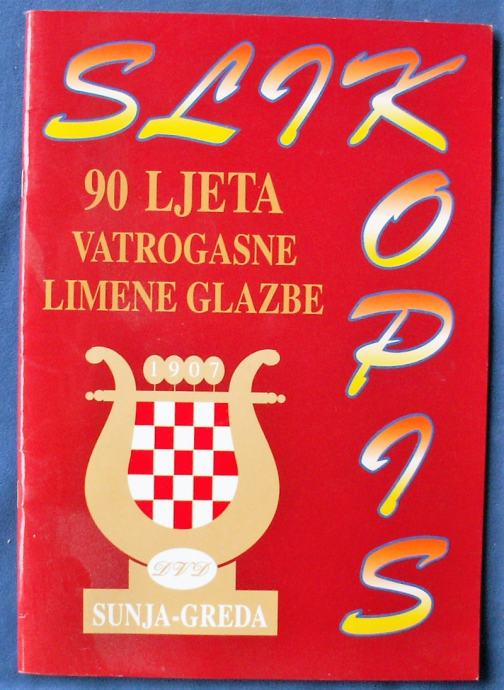 SLIKOPIS
90 LJETA
VATROGASNE
LIMENE GLAZBE
1907
DVD
SUNJA-GREDA